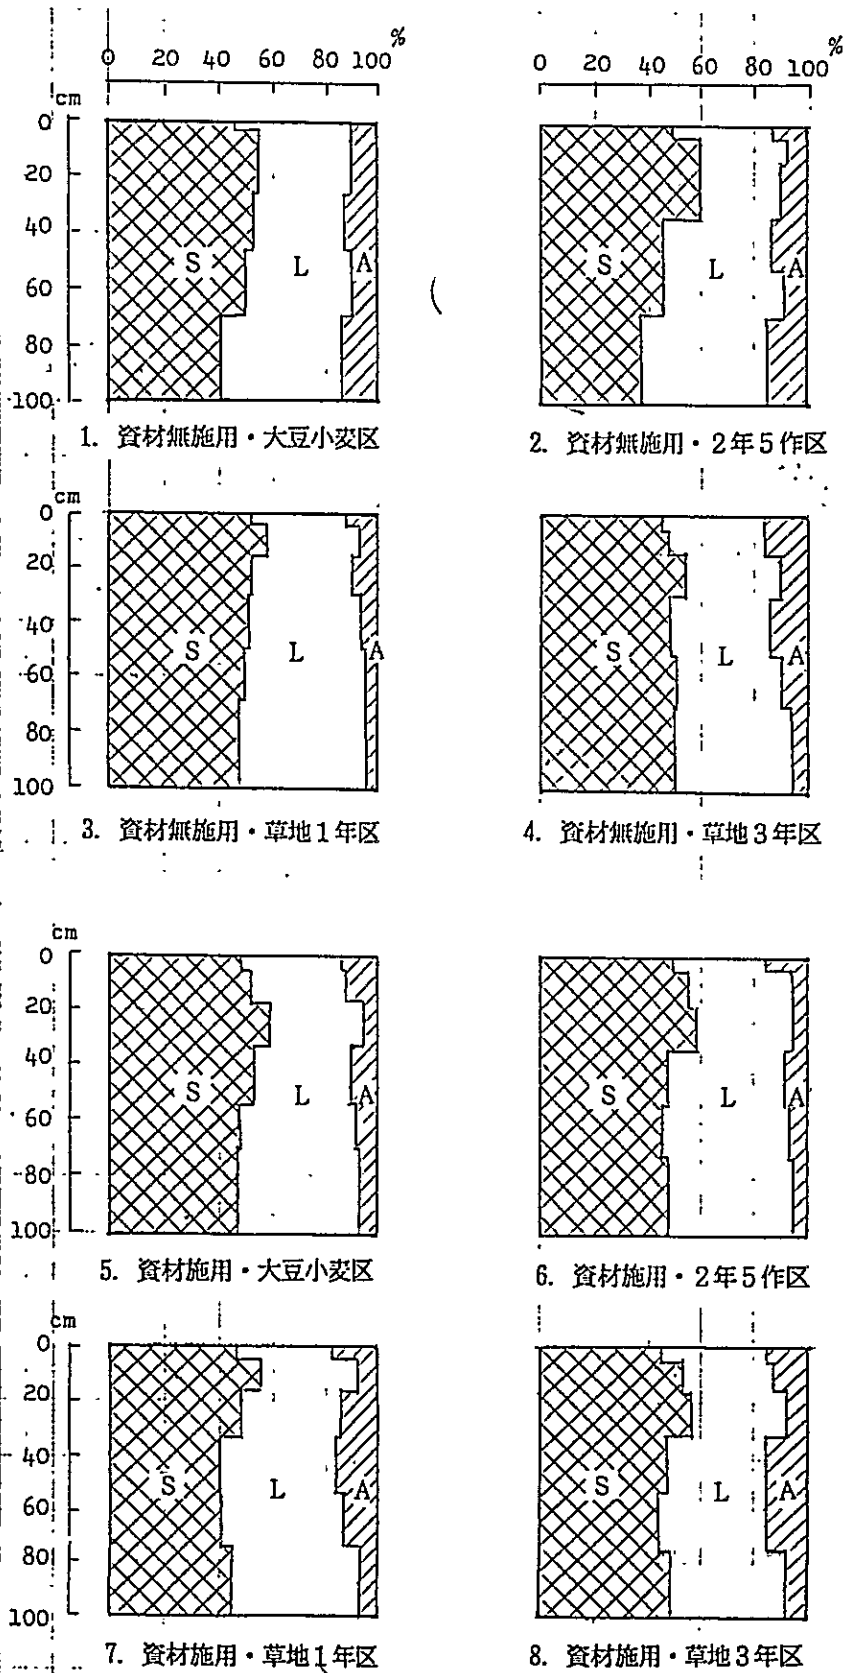 %
0 20 40 60 80 100
%
0 20 40 60 80 100
cm
0
20
40
60
80
100
S L A
S L A
1. 資材無施用・大豆小麦区
2. 資材無施用・2年5作区
cm
0
20
40
60
80
100
S L A
S L A
3. 資材無施用・草地1年区
4. 資材無施用・草地3年区
cm
0
20
40
60
80
100
S L A
S L A
5. 資材施用・大豆小麦区
6. 資材施用・2年5作区
cm
0
20
40
60
80
100
S L A
S L A
7. 資材施用・草地1年区
8. 資材施用・草地3年区